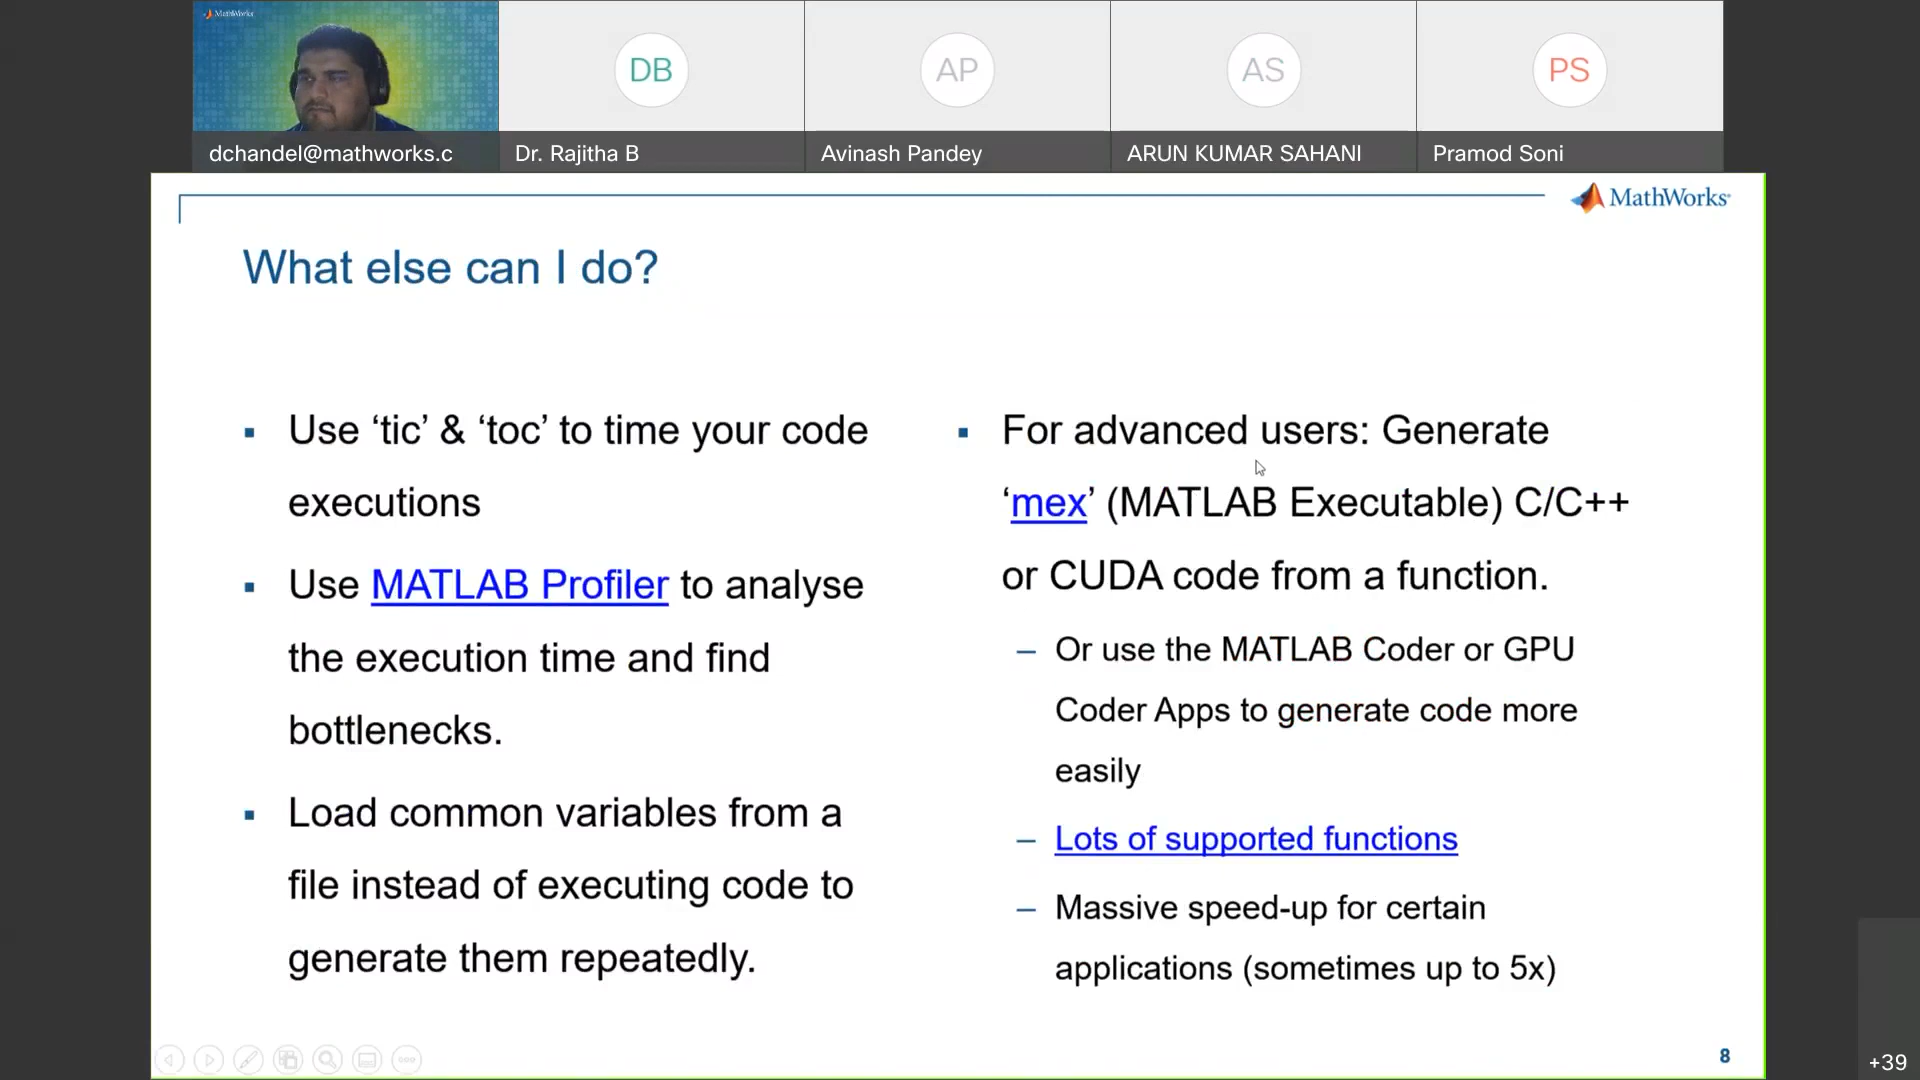 MathWorks
DB
AP
AS
PS
dchandel@mathworks.c
Dr. Rajitha B
Avinash Pandey
ARUN KUMAR SAHANI
Pramod Soni
MathWorks
What else can I do?
▪ Use ‘tic’ & ‘toc’ to time your code
executions
▪ Use MATLAB Profiler to analyse
the execution time and find
bottlenecks.
▪ Load common variables from a
file instead of executing code to
generate them repeatedly.
▪ For advanced users: Generate
‘mex’ (MATLAB Executable) C/C++
or CUDA code from a function.
– Or use the MATLAB Coder or GPU
Coder Apps to generate code more
easily
– Lots of supported functions
– Massive speed-up for certain
applications (sometimes up to 5x)
8
+39